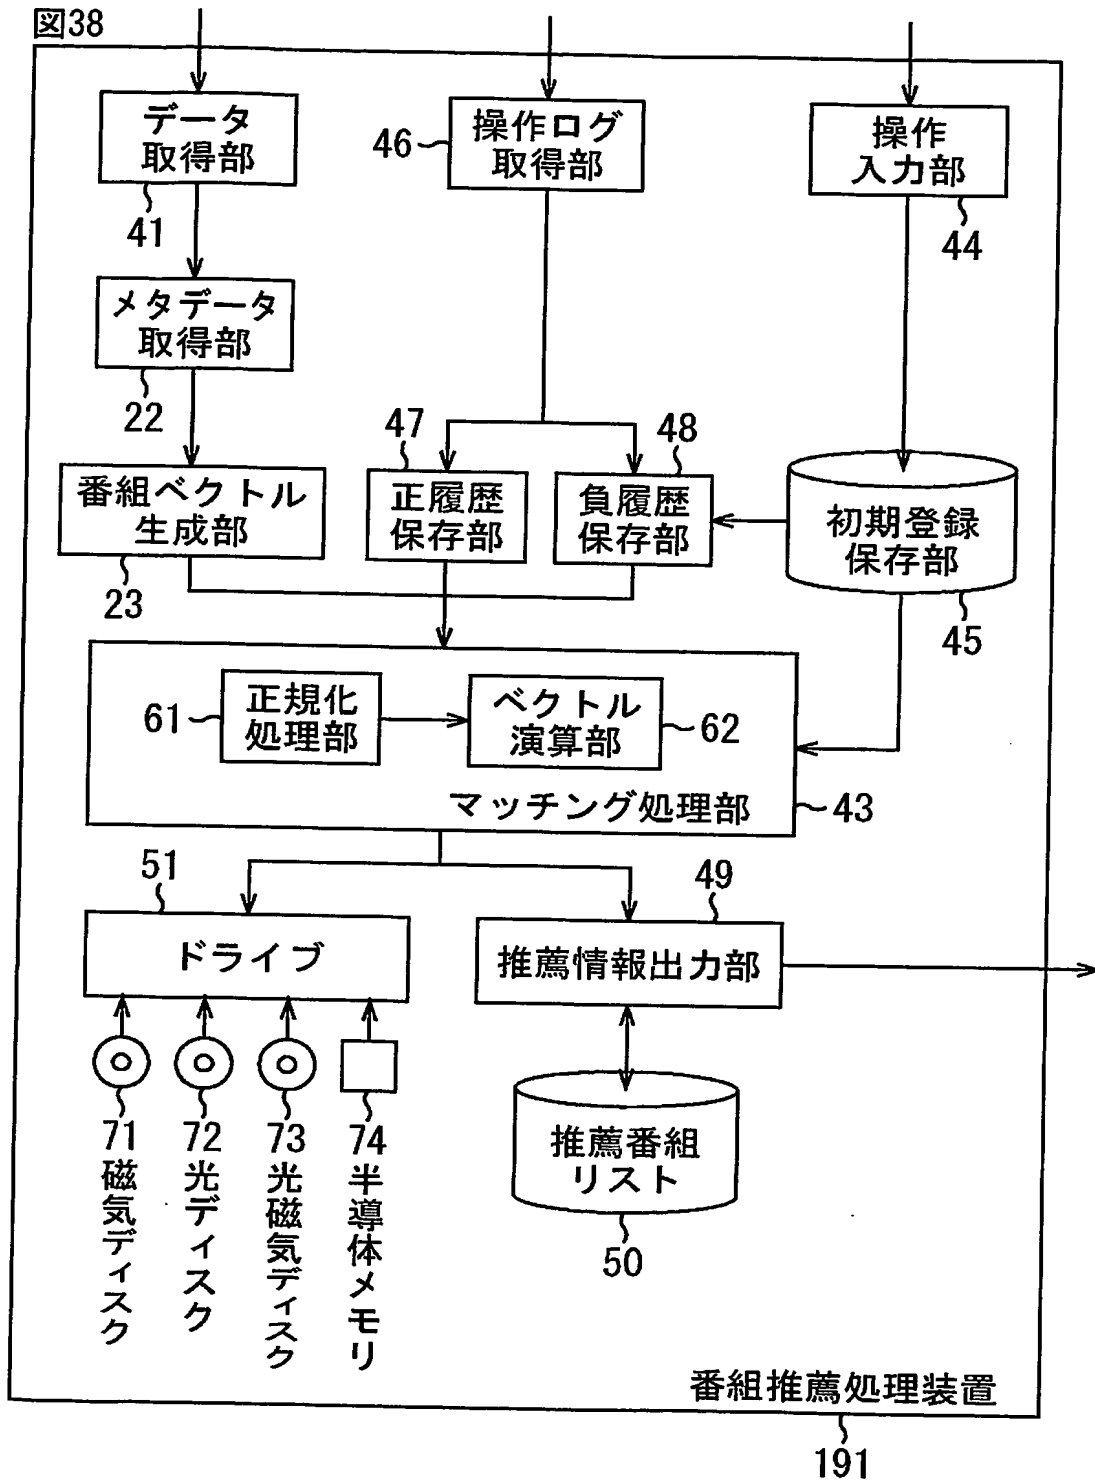 図38
データ
取得部
41
46
操作ログ
取得部
操作
入力部
44
メタデータ
取得部
22
47
48
番組ベクトル
生成部
23
正履歴
保存部
負履歴
保存部
初期登録
保存部
45
61
正規化
処理部
ベクトル
演算部
62
マッチング処理部
43
51
ドライブ
49
推薦情報出力部
71
磁気ディスク
72
光ディスク
73
光磁気ディスク
74
半導体メモリ
推薦番組
リスト
50
番組推薦処理装置
191